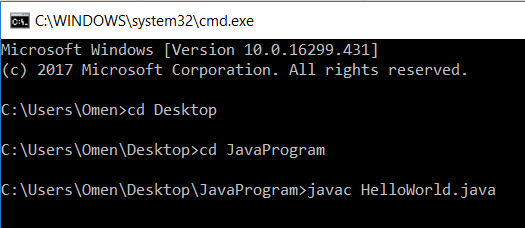 C:\WINDOWS\system32\cmd.exe
Microsoft Windows [Version 10.0.16299.431]
(c) 2017 Microsoft Corporation. All rights reserved.
C:\Users\Omen>cd Desktop
C:\Users\Omen\Desktop>cd JavaProgram
C:\Users\Omen\Desktop\JavaProgram>javac HelloWorld.java